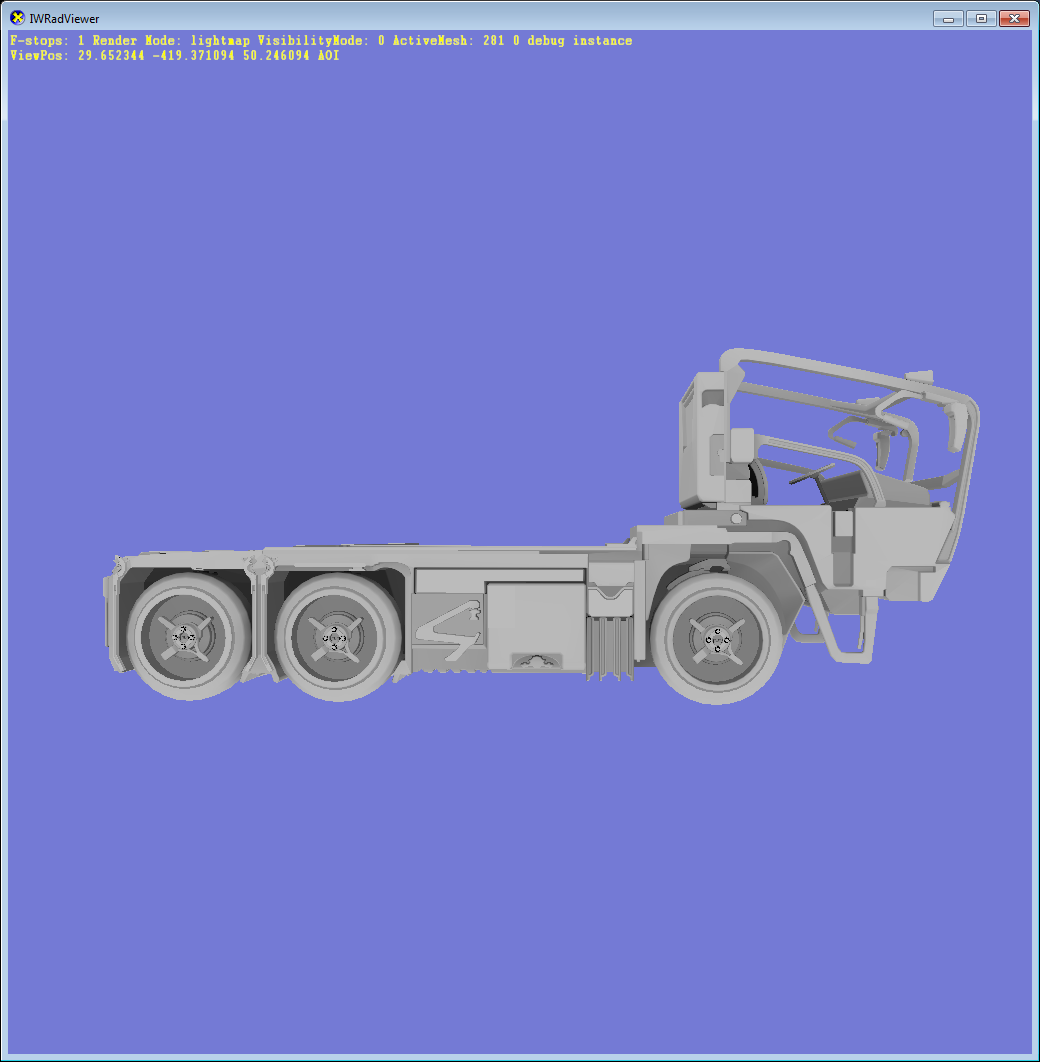 IWRadViewer
F-stops: 1 Render Mode: lightmap VisibilityMode: 0 ActiveMesh: 281 0 debug instance
ViewPos: 29.652344 -419.371094 50.246094 AOI